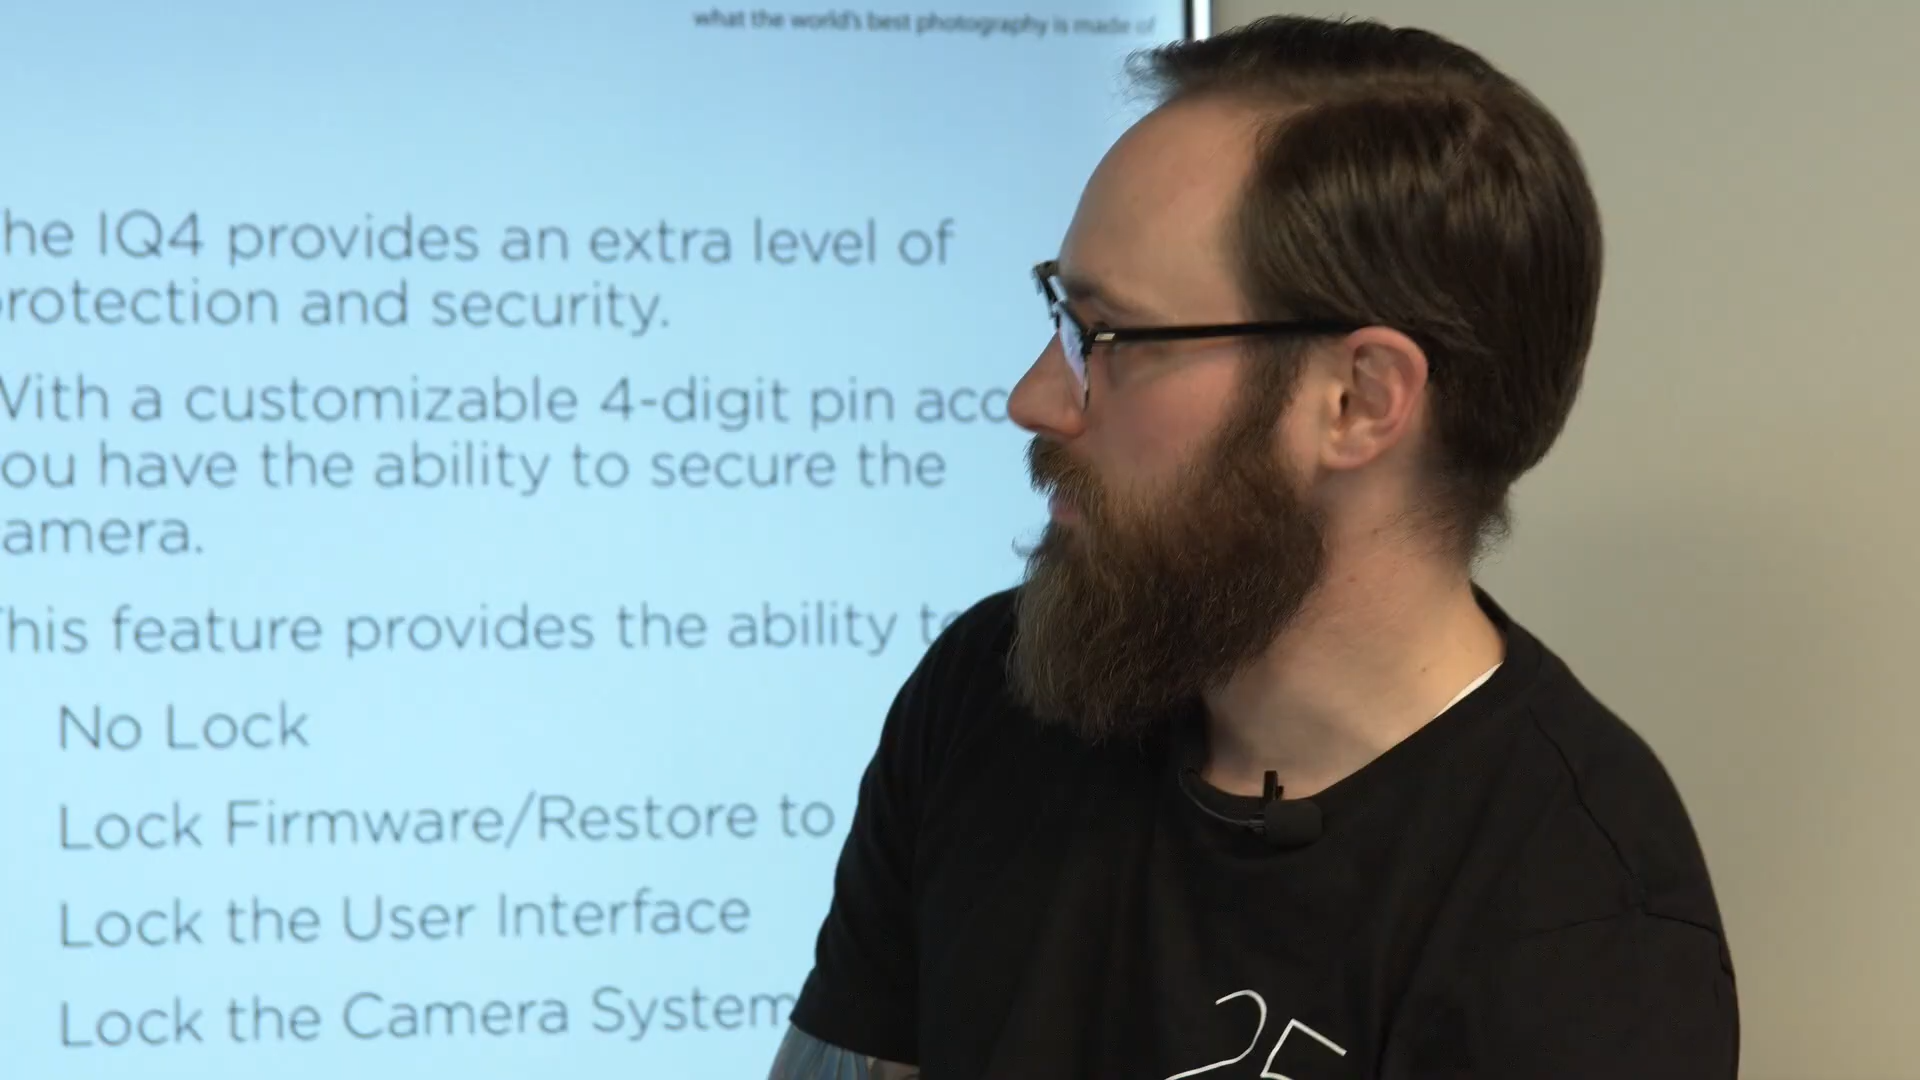 what the world's best photography is made of
he IQ4 provides an extra level of
rotection and security.
With a customizable 4-digit pin acc
ou have the ability to secure the
amera.
This feature provides the ability to
No Lock
Lock Firmware/Restore to
Lock the User Interface
Lock the Camera System
25